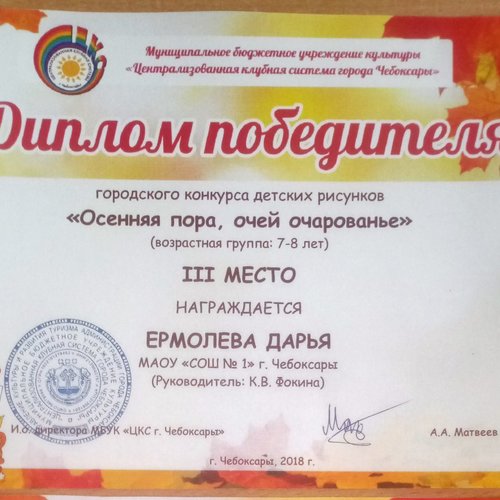 ЦКС
Муниципальное бюджетное учреждение культуры
«Централизованная клубная система города Чебоксары»
Диплом победителя
городского конкурса детских рисунков
«Осенняя пора, очей очарованье»
(возрастная группа: 7-8 лет)
III МЕСТО
НАГРАЖДАЕТСЯ
ЕРМОЛЕВА ДАРЬЯ
МАОУ «СОШ № 1» г. Чебоксары
(Руководитель: К.В. Фокина)
И.о. директора МБУК «ЦКС г. Чебоксары»
А.А. Матвеев
г. Чебоксары, 2018 г.